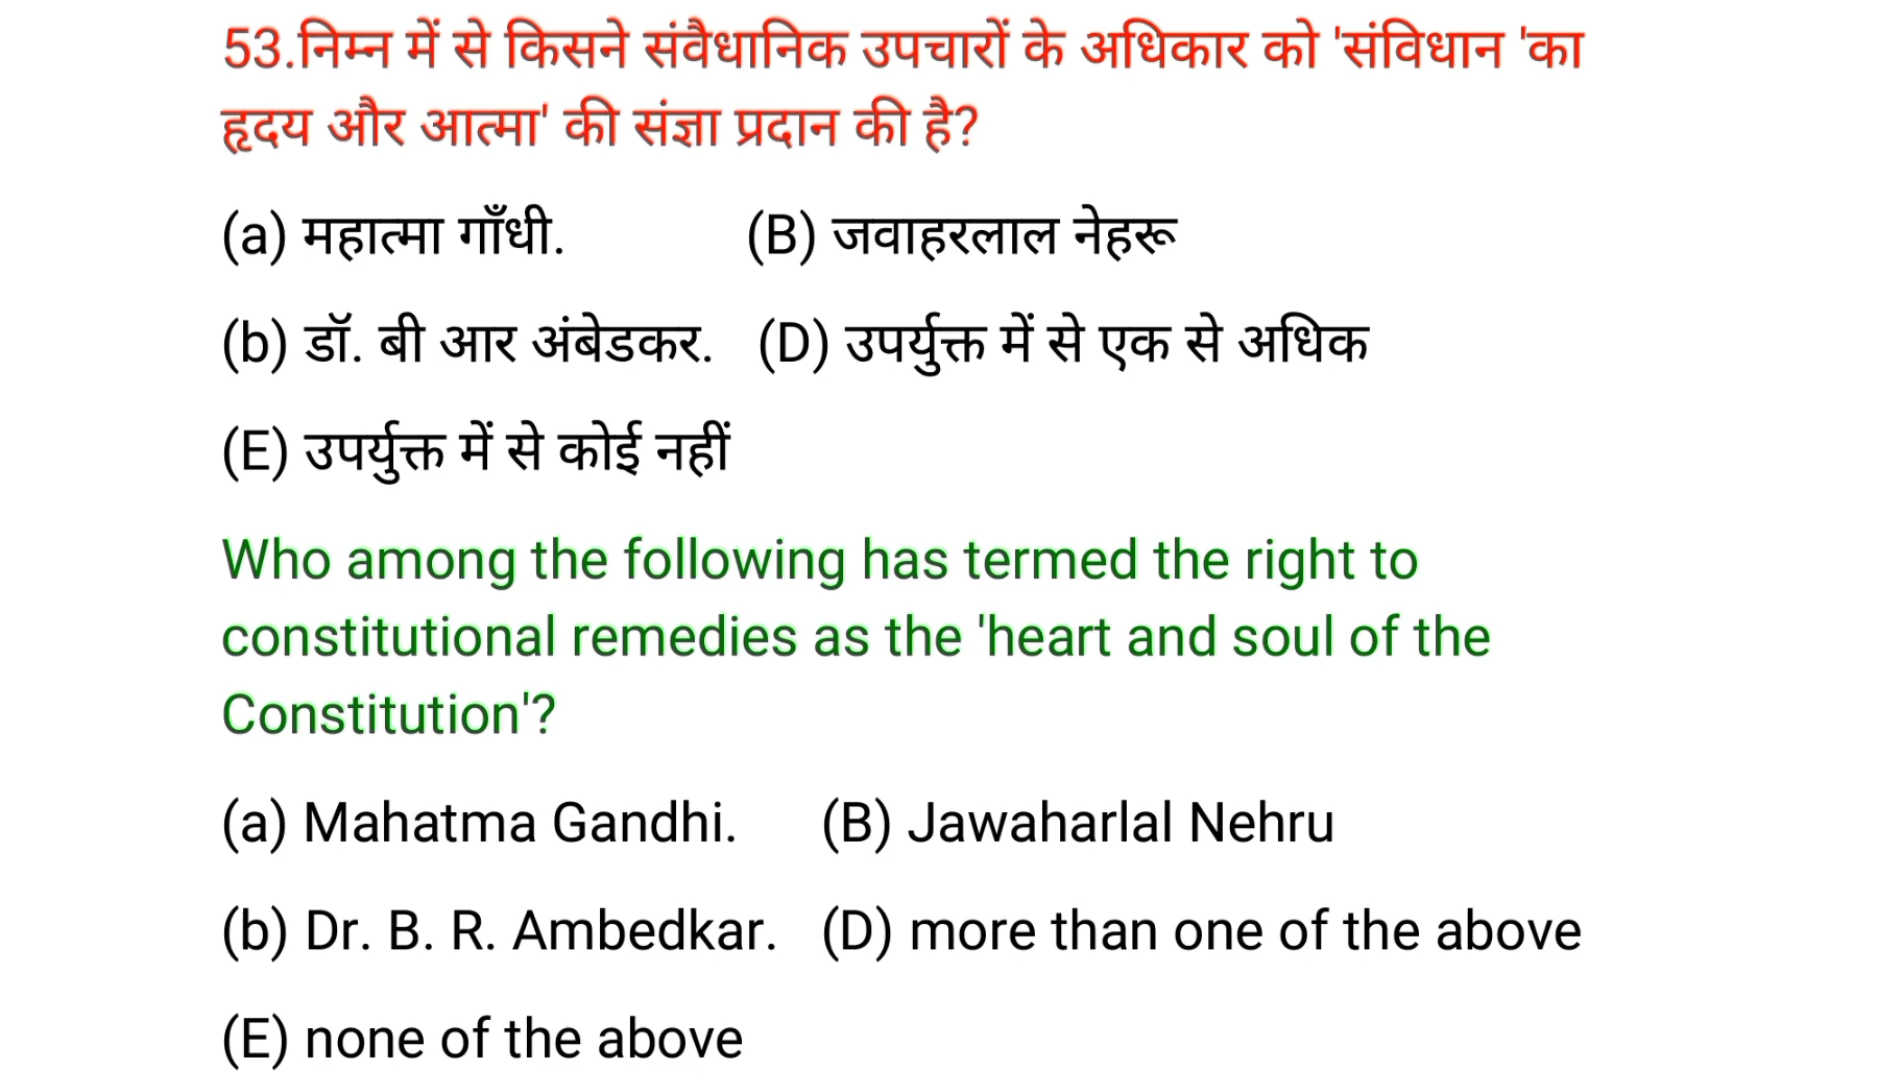 53.निम्न में से किसने संवैधानिक उपचारों के अधिकार को 'संविधान 'का
हृदय और आत्मा' की संज्ञा प्रदान की है?
(a) महात्मा गाँधी. (B) जवाहरलाल नेहरू
(b) डॉ. बी आर अंबेडकर. (D) उपर्युक्त में से एक से अधिक
(E) उपर्युक्त में से कोई नहीं
Who among the following has termed the right to
constitutional remedies as the 'heart and soul of the
Constitution'?
(a) Mahatma Gandhi. (B) Jawaharlal Nehru
(b) Dr. B. R. Ambedkar. (D) more than one of the above
(E) none of the above